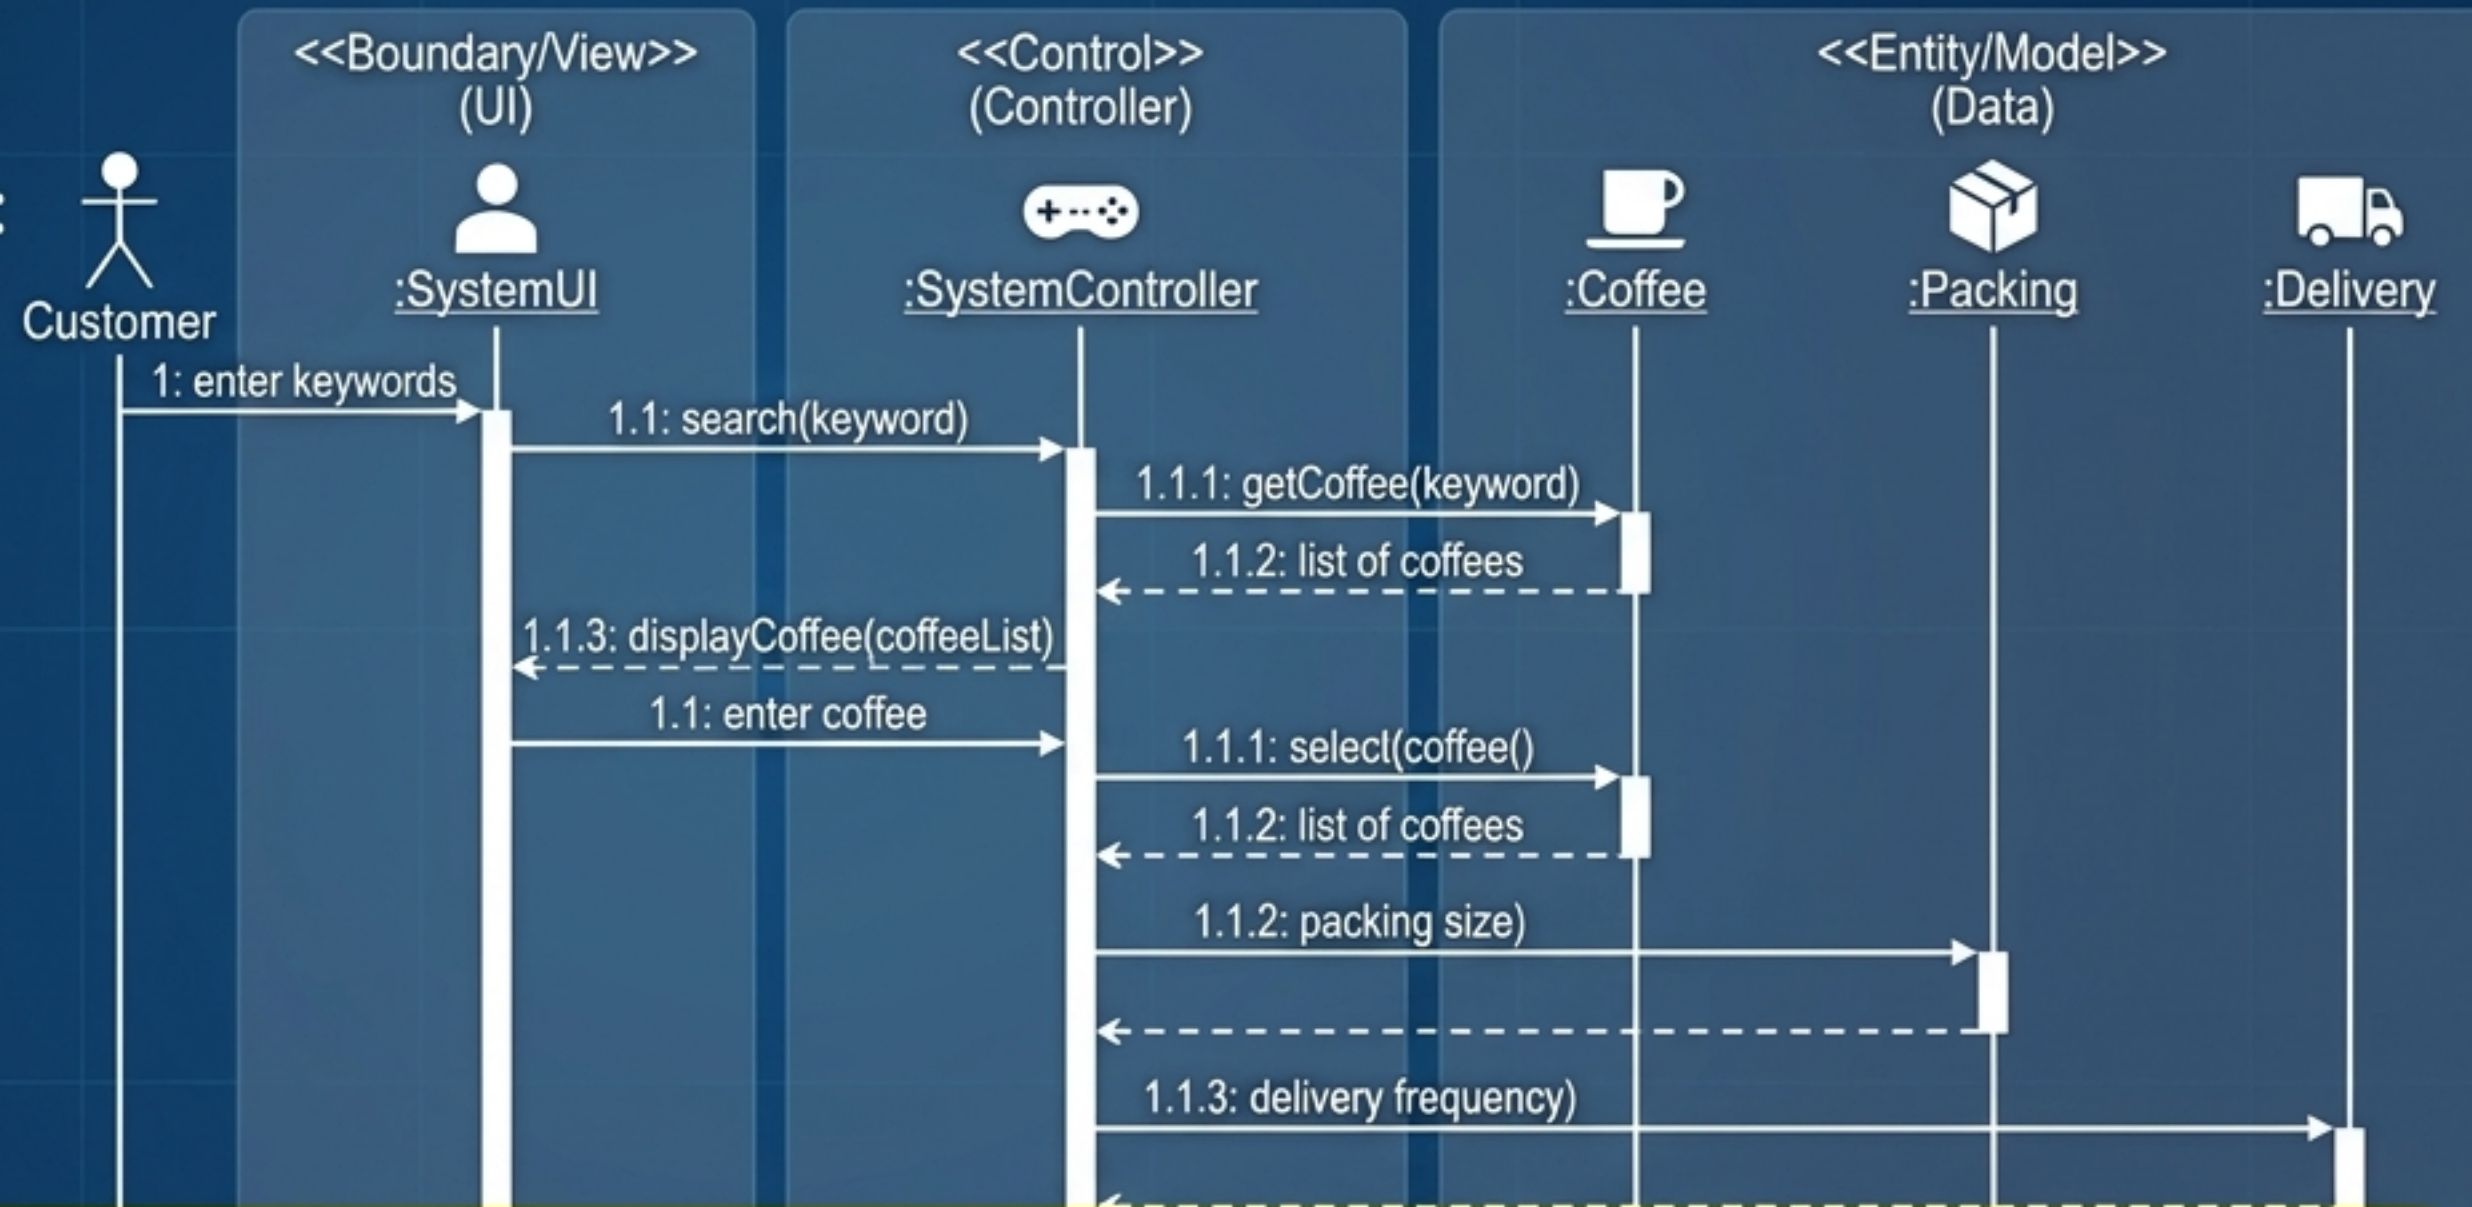 <<Boundary/View>>
(UI)
<<Control>>
(Controller)
<<Entity/Model>>
(Data)
Customer
:SystemUI
:SystemController
:Coffee
:Packing
:Delivery
1: enter keywords
1.1: search(keyword)
1.1.1: getCoffee(keyword)
1.1.2: list of coffees
1.1.3: displayCoffee(coffeeList)
1.1: enter coffee
1.1.1: select(coffee()
1.1.2: list of coffees
1.1.2: packing size)
1.1.3: delivery frequency)